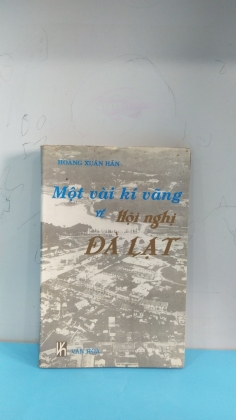 HOÀNG XUÂN HÃN
Một vài kí vãng
về Hội nghị
ĐÀ LẠT
VĂN HÓA